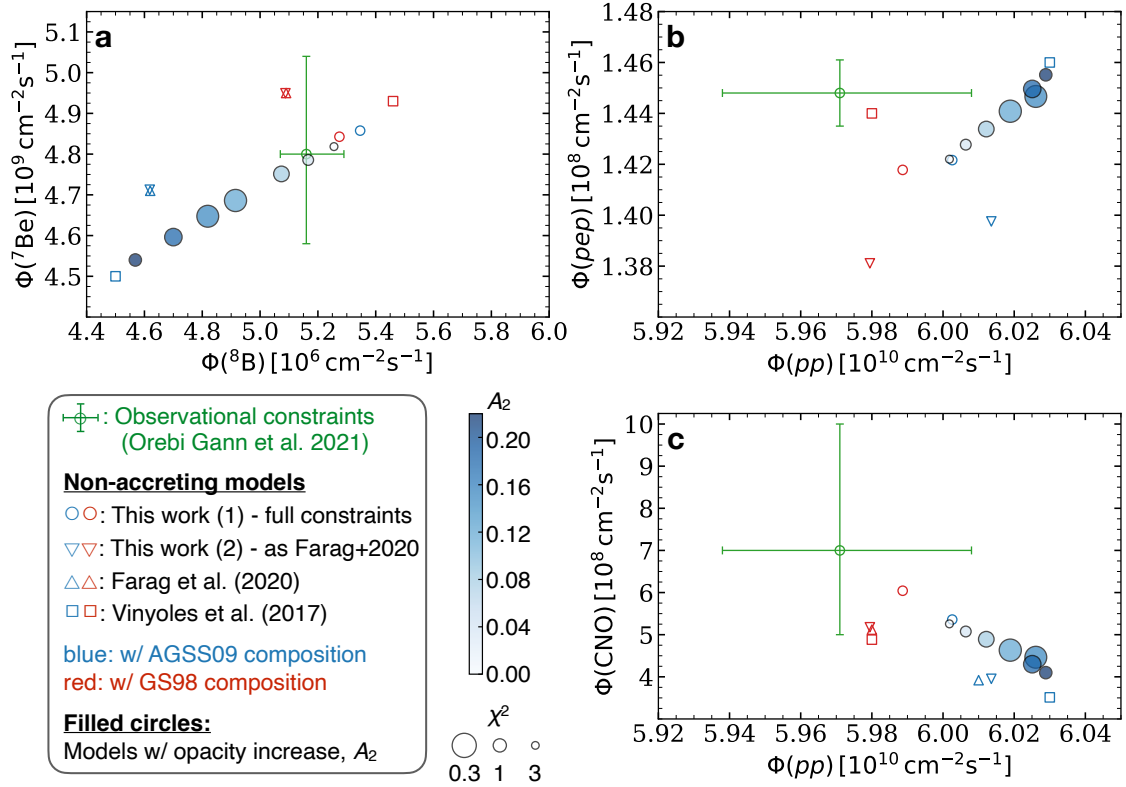 a
5.1
5.0
4.9
4.8
4.7
4.6
4.5
Φ(⁷Be) [10⁹ cm⁻²s⁻¹]
4.4 4.6 4.8 5.0 5.2 5.4 5.6 5.8 6.0
Φ(⁸B) [10⁶ cm⁻²s⁻¹]
b
1.48
1.46
1.44
1.42
1.40
1.38
Φ(pep) [10⁸ cm⁻²s⁻¹]
5.92 5.94 5.96 5.98 6.00 6.02 6.04
Φ(pp) [10¹⁰ cm⁻²s⁻¹]
: Observational constraints
(Orebi Gann et al. 2021)
Non-accreting models
: This work (1) - full constraints
: This work (2) - as Farag+2020
: Farag et al. (2020)
: Vinyoles et al. (2017)
blue: w/ AGSS09 composition
red: w/ GS98 composition
Filled circles:
Models w/ opacity increase, A₂
A₂
0.20
0.16
0.12
0.08
0.04
0.00
χ²
0.3 1 3
c
10
9
8
7
6
5
4
Φ(CNO) [10⁸ cm⁻²s⁻¹]
5.92 5.94 5.96 5.98 6.00 6.02 6.04
Φ(pp) [10¹⁰ cm⁻²s⁻¹]